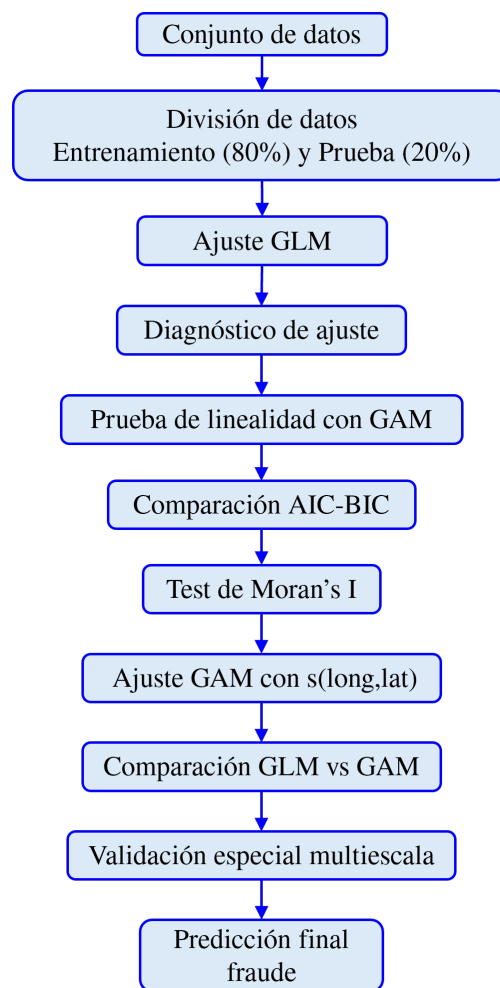 Conjunto de datos
División de datos
Entrenamiento (80%) y Prueba (20%)
Ajuste GLM
Diagnóstico de ajuste
Prueba de linealidad con GAM
Comparación AIC-BIC
Test de Moran’s I
Ajuste GAM con s(long,lat)
Comparación GLM vs GAM
Validación especial multiescala
Predicción final
fraude